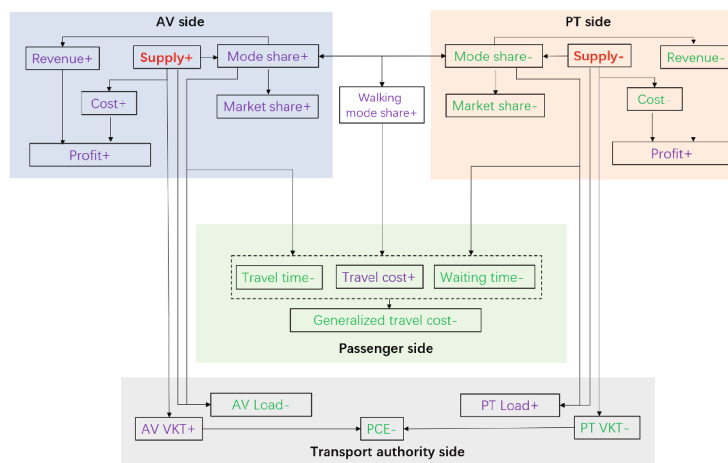 AV side
PT side
Revenue+
Supply+
Mode share+
Mode share-
Supply-
Revenue-
Cost+
Market share+
Walking
mode share+
Market share-
Cost-
Profit+
Profit+
Travel time-
Travel cost+
Waiting time-
Generalized travel cost-
Passenger side
AV Load-
PT Load+
AV VKT+
PCE-
PT VKT-
Transport authority side